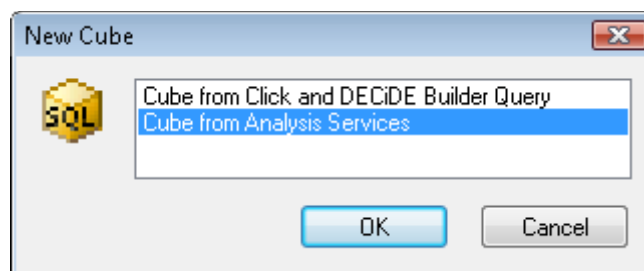 New Cube
SQL
Cube from Click and DECiDE Builder Query
Cube from Analysis Services
OK
Cancel